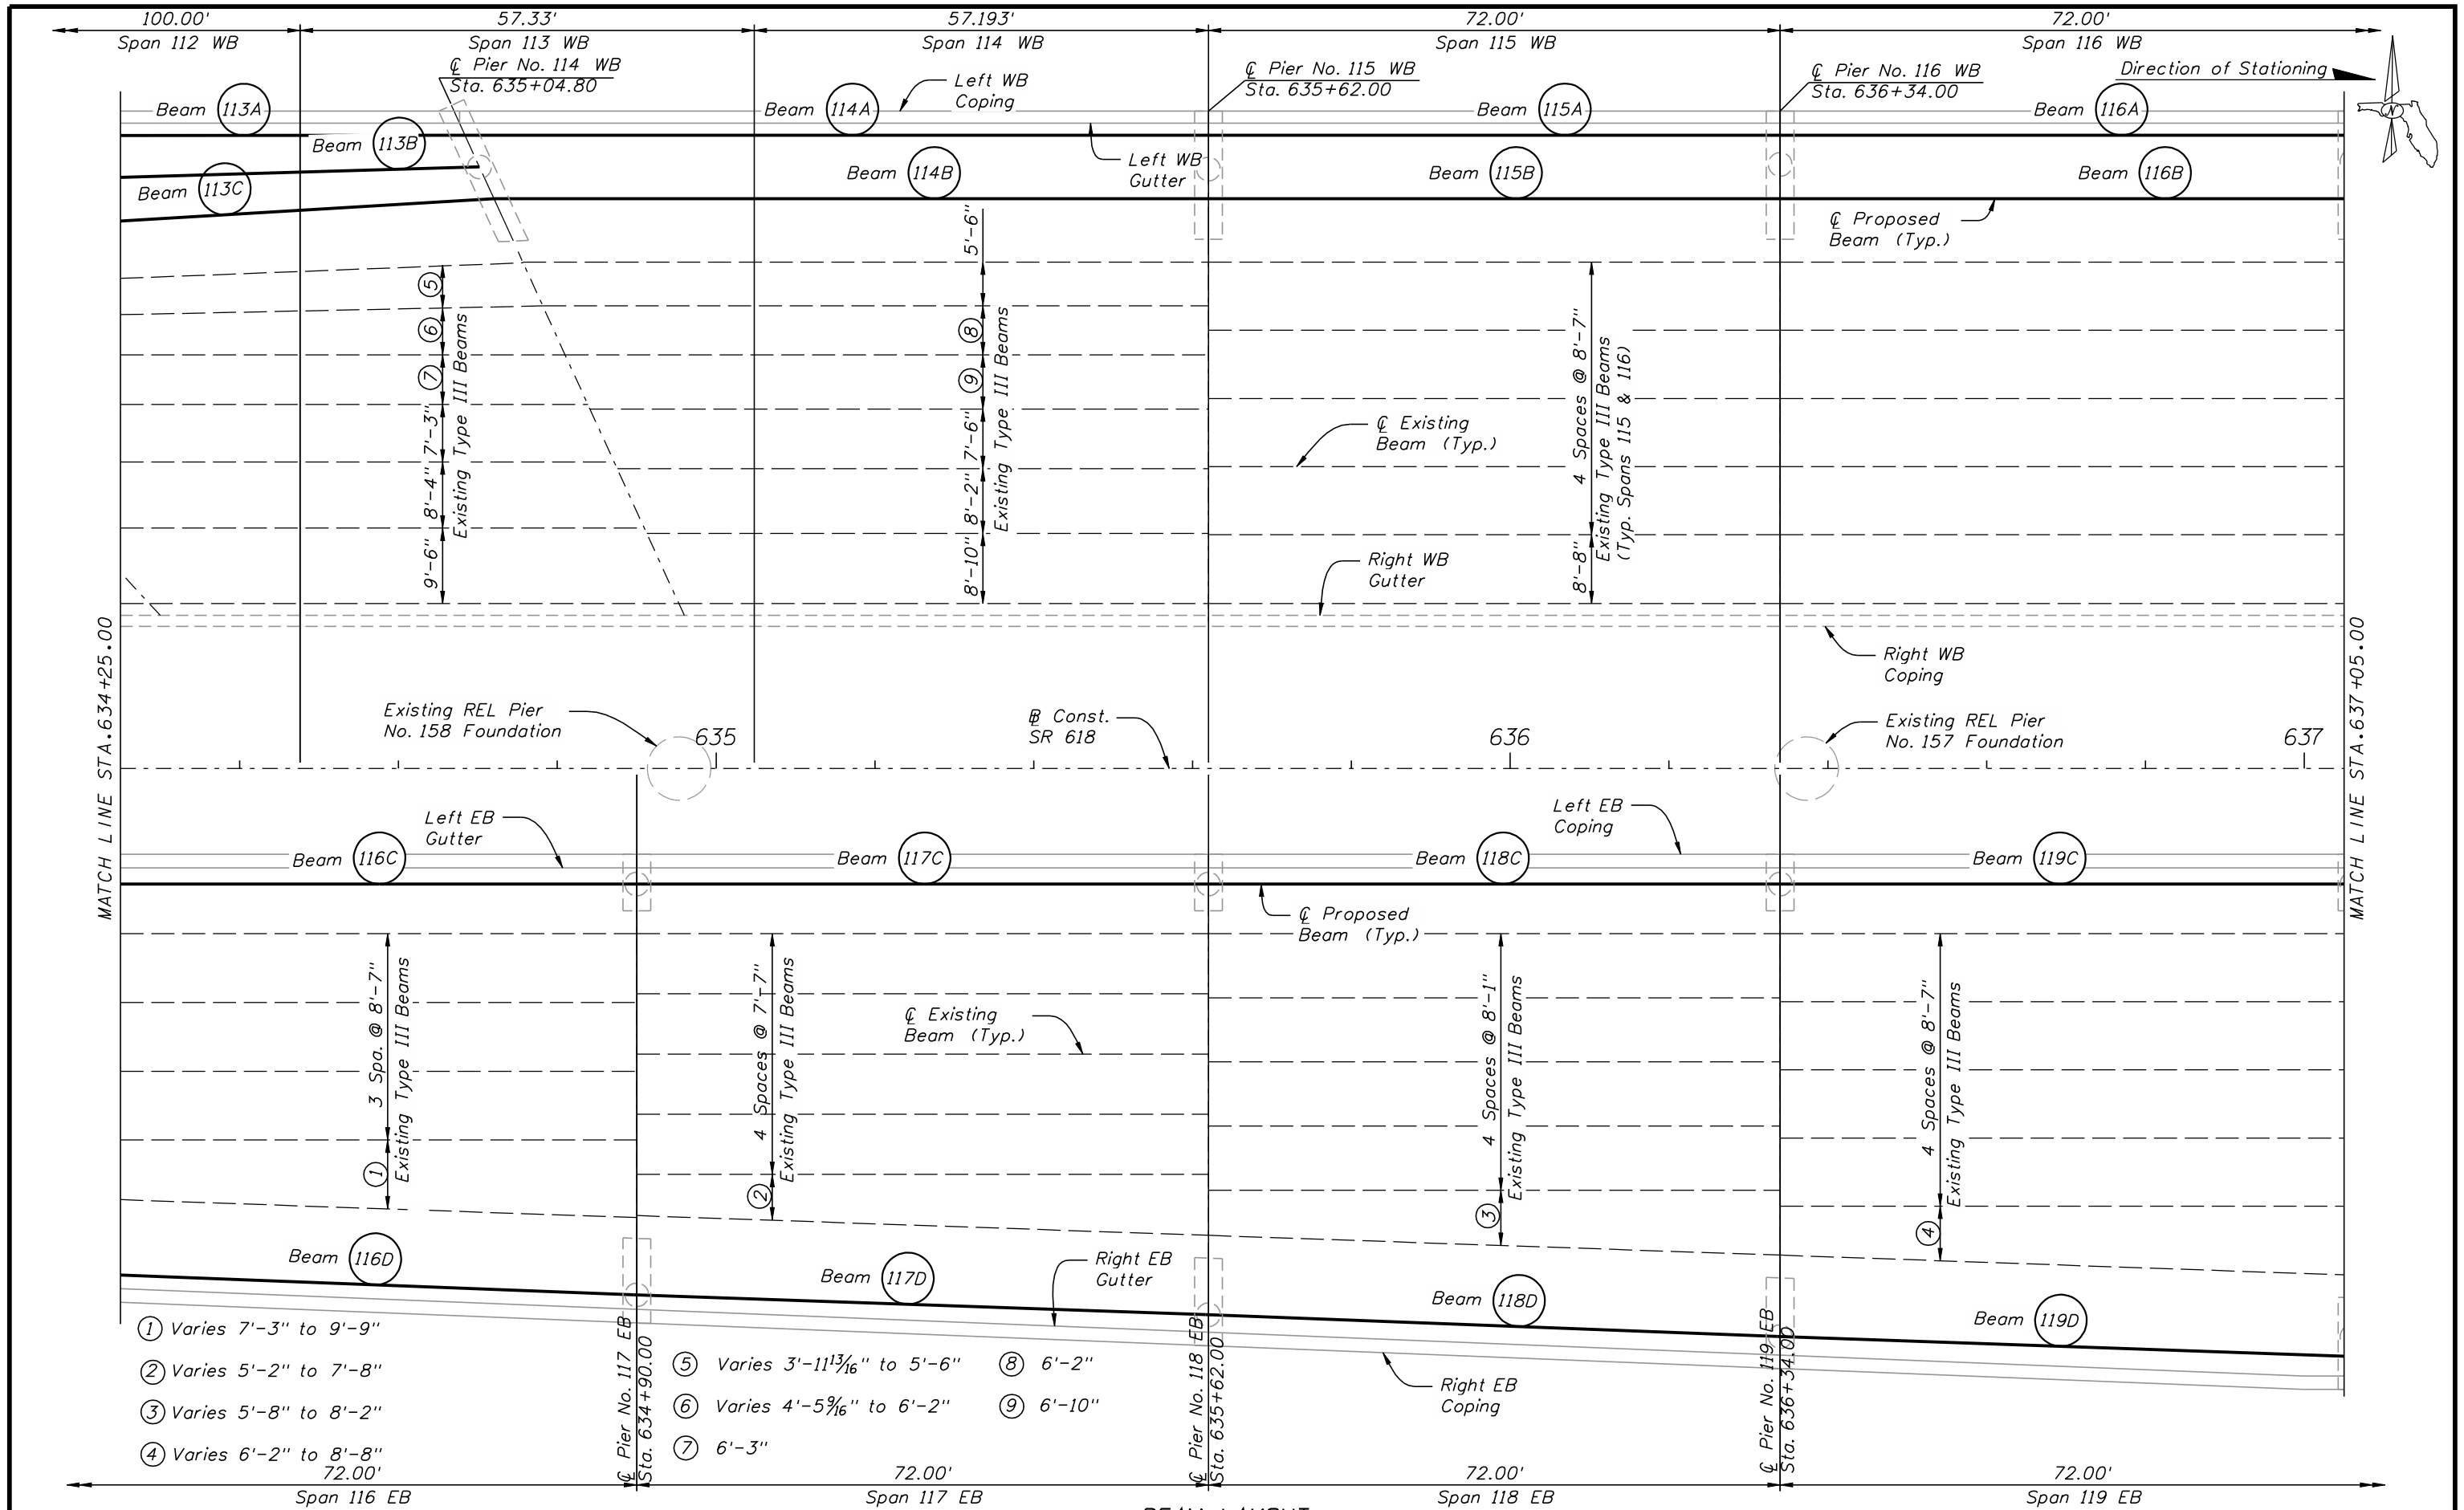 100.00'
57.33'
57.193'
72.00'
72.00'
Span 112 WB
Span 113 WB
Span 114 WB
Span 115 WB
Span 116 WB
℄ Pier No. 114 WB
Sta. 635+04.80
Left WB
Coping
℄ Pier No. 115 WB
Sta. 635+62.00
℄ Pier No. 116 WB
Sta. 636+34.00
Direction of Stationing
N
Beam 113A
Beam 114A
Beam 115A
Beam 116A
Beam 113B
Beam 113C
Beam 114B
Left WB
Gutter
Beam 115B
Beam 116B
℄ Proposed
Beam (Typ.)
5
6
7
7'-3"
8'-4"
9'-6"
Existing Type III Beams
5'-6"
8
9
7'-6"
8'-2"
8'-10"
Existing Type III Beams
4 Spaces @ 8'-7"
8'-8"
Existing Type III Beams
(Typ. Spans 115 & 116)
℄ Existing
Beam (Typ.)
Right WB
Gutter
Right WB
Coping
MATCH LINE STA. 634+25.00
MATCH LINE STA. 637+05.00
Existing REL Pier
No. 158 Foundation
635
℄ Const.
SR 618
636
Existing REL Pier
No. 157 Foundation
637
Left EB
Gutter
Left EB
Coping
Beam 116C
Beam 117C
Beam 118C
Beam 119C
℄ Proposed
Beam (Typ.)
3 Spa. @ 8'-7"
1
Existing Type III Beams
4 Spaces @ 7'-7"
2
Existing Type III Beams
℄ Existing
Beam (Typ.)
4 Spaces @ 8'-1"
3
Existing Type III Beams
4 Spaces @ 8'-7"
4
Existing Type III Beams
Beam 116D
Beam 117D
Right EB
Gutter
Beam 118D
Beam 119D
Right EB
Coping
1 Varies 7'-3" to 9'-9"
2 Varies 5'-2" to 7'-8"
3 Varies 5'-8" to 8'-2"
4 Varies 6'-2" to 8'-8"
5 Varies 3'-11 13/16" to 5'-6"
6 Varies 4'-5 9/16" to 6'-2"
7 6'-3"
8 6'-2"
9 6'-10"
℄ Pier No. 117 EB
Sta. 634+90.00
℄ Pier No. 118 EB
Sta. 635+62.00
℄ Pier No. 119 EB
Sta. 636+34.00
72.00'
72.00'
72.00'
72.00'
Span 116 EB
Span 117 EB
Span 118 EB
Span 119 EB